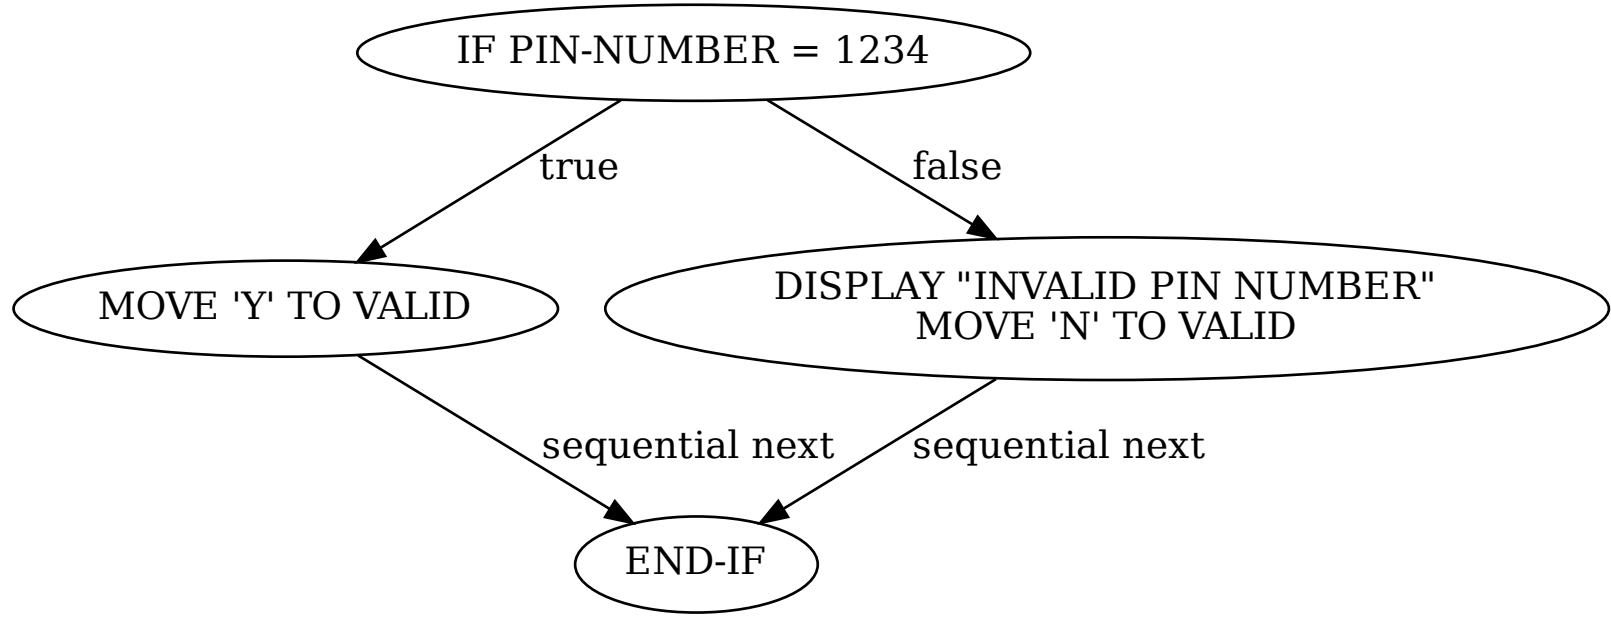 IF PIN-NUMBER = 1234
true
false
MOVE 'Y' TO VALID
DISPLAY "INVALID PIN NUMBER"
MOVE 'N' TO VALID
sequential next
sequential next
END-IF